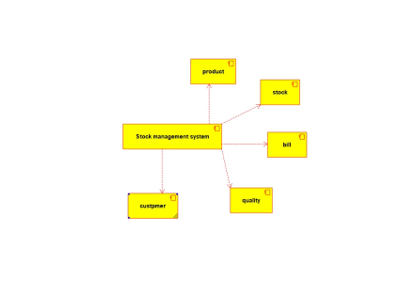 product
stock
Stock management system
bill
quality
custpmer